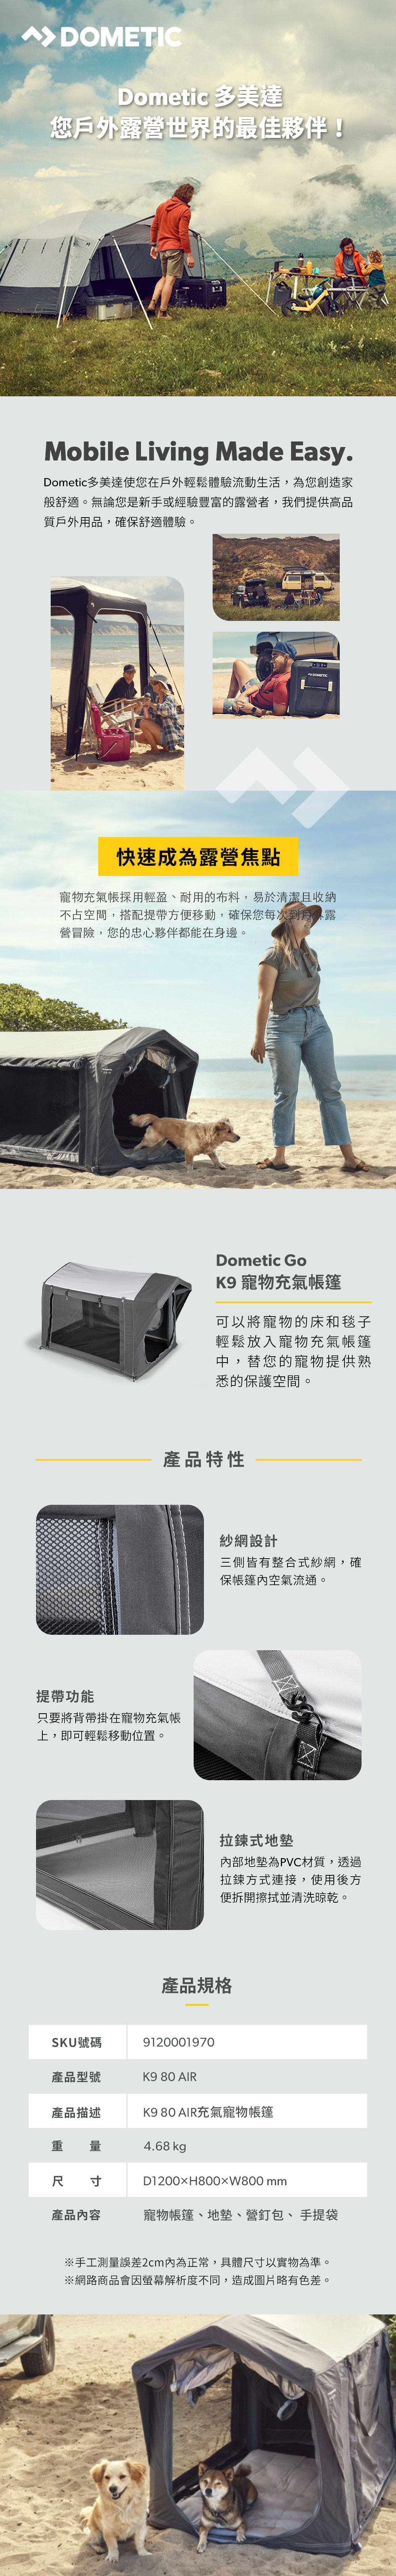 DOMETIC
Dometic 多美達
您戶外露營世界的最佳夥伴！
Mobile Living Made Easy.
Dometic多美達使您在戶外輕鬆體驗流動生活，為您創造家
般舒適。無論您是新手或經驗豐富的露營者，我們提供高品
質戶外用品，確保舒適體驗。
DOMETIC
快速成為露營焦點
寵物充氣帳採用輕盈、耐用的布料，易於清潔且收納
不占空間，搭配提帶方便移動，確保您每次到戶外露
營冒險，您的忠心夥伴都能在身邊。
Dometic Go
K9 寵物充氣帳篷
可以將寵物的床和毯子
輕鬆放入寵物充氣帳篷
中，替您的寵物提供熟
悉的保護空間。
產品特性
紗網設計
三側皆有整合式紗網，確
保帳篷內空氣流通。
提帶功能
只要將背帶掛在寵物充氣帳
上，即可輕鬆移動位置。
拉鍊式地墊
內部地墊為PVC材質，透過
拉鍊方式連接，使用後方
便拆開擦拭並清洗晾乾。
產品規格
SKU號碼 9120001970
產品型號 K9 80 AIR
產品描述 K9 80 AIR充氣寵物帳篷
重 量 4.68 kg
尺 寸 D1200×H800×W800 mm
產品內容 寵物帳篷、地墊、營釘包、 手提袋
※手工測量誤差2cm內為正常，具體尺寸以實物為準。
※網路商品會因螢幕解析度不同，造成圖片略有色差。